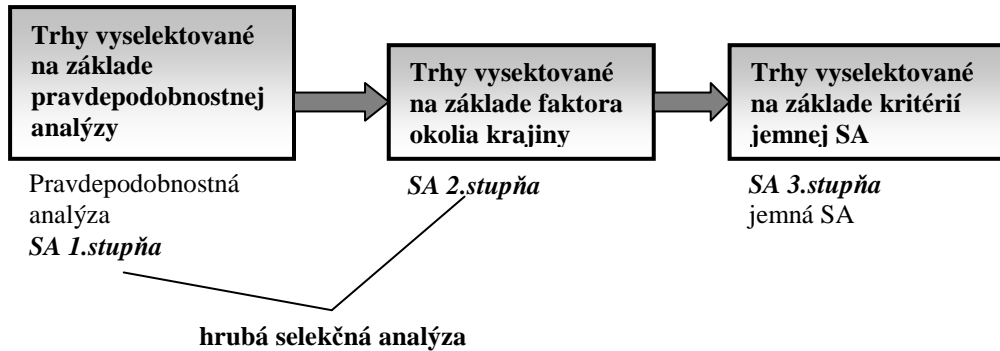 Trhy vyselektované
na základe
pravdepodobnostnej
analýzy
Trhy vysektované
na základe faktora
okolia krajiny
Trhy vyselektované
na základe kritérií
jemnej SA
Pravdepodobnostná
analýza
SA 1.stupňa
SA 2.stupňa
SA 3.stupňa
jemná SA
hrubá selekčná analýza